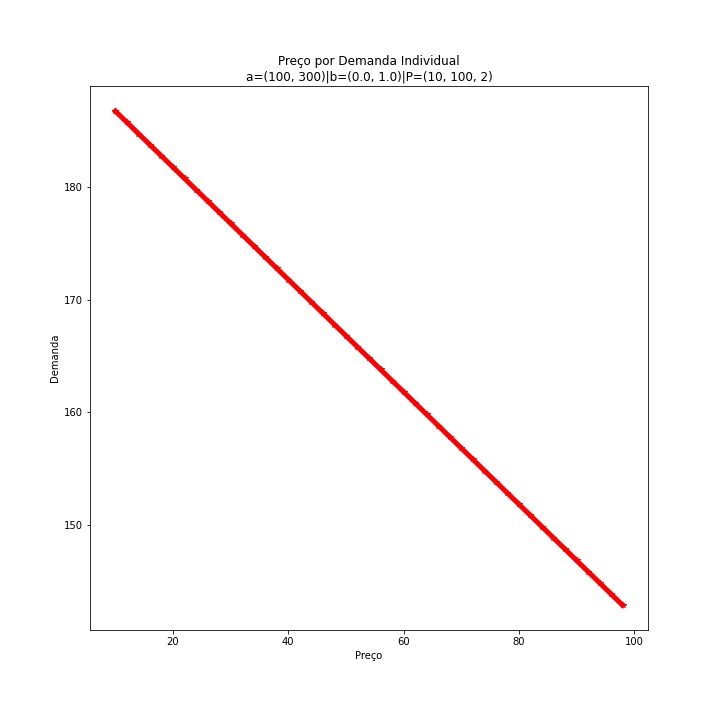 Preço por Demanda Individual
a=(100, 300)|b=(0.0, 1.0)|P=(10, 100, 2)
Demanda
180
170
160
150
20 40 60 80 100
Preço